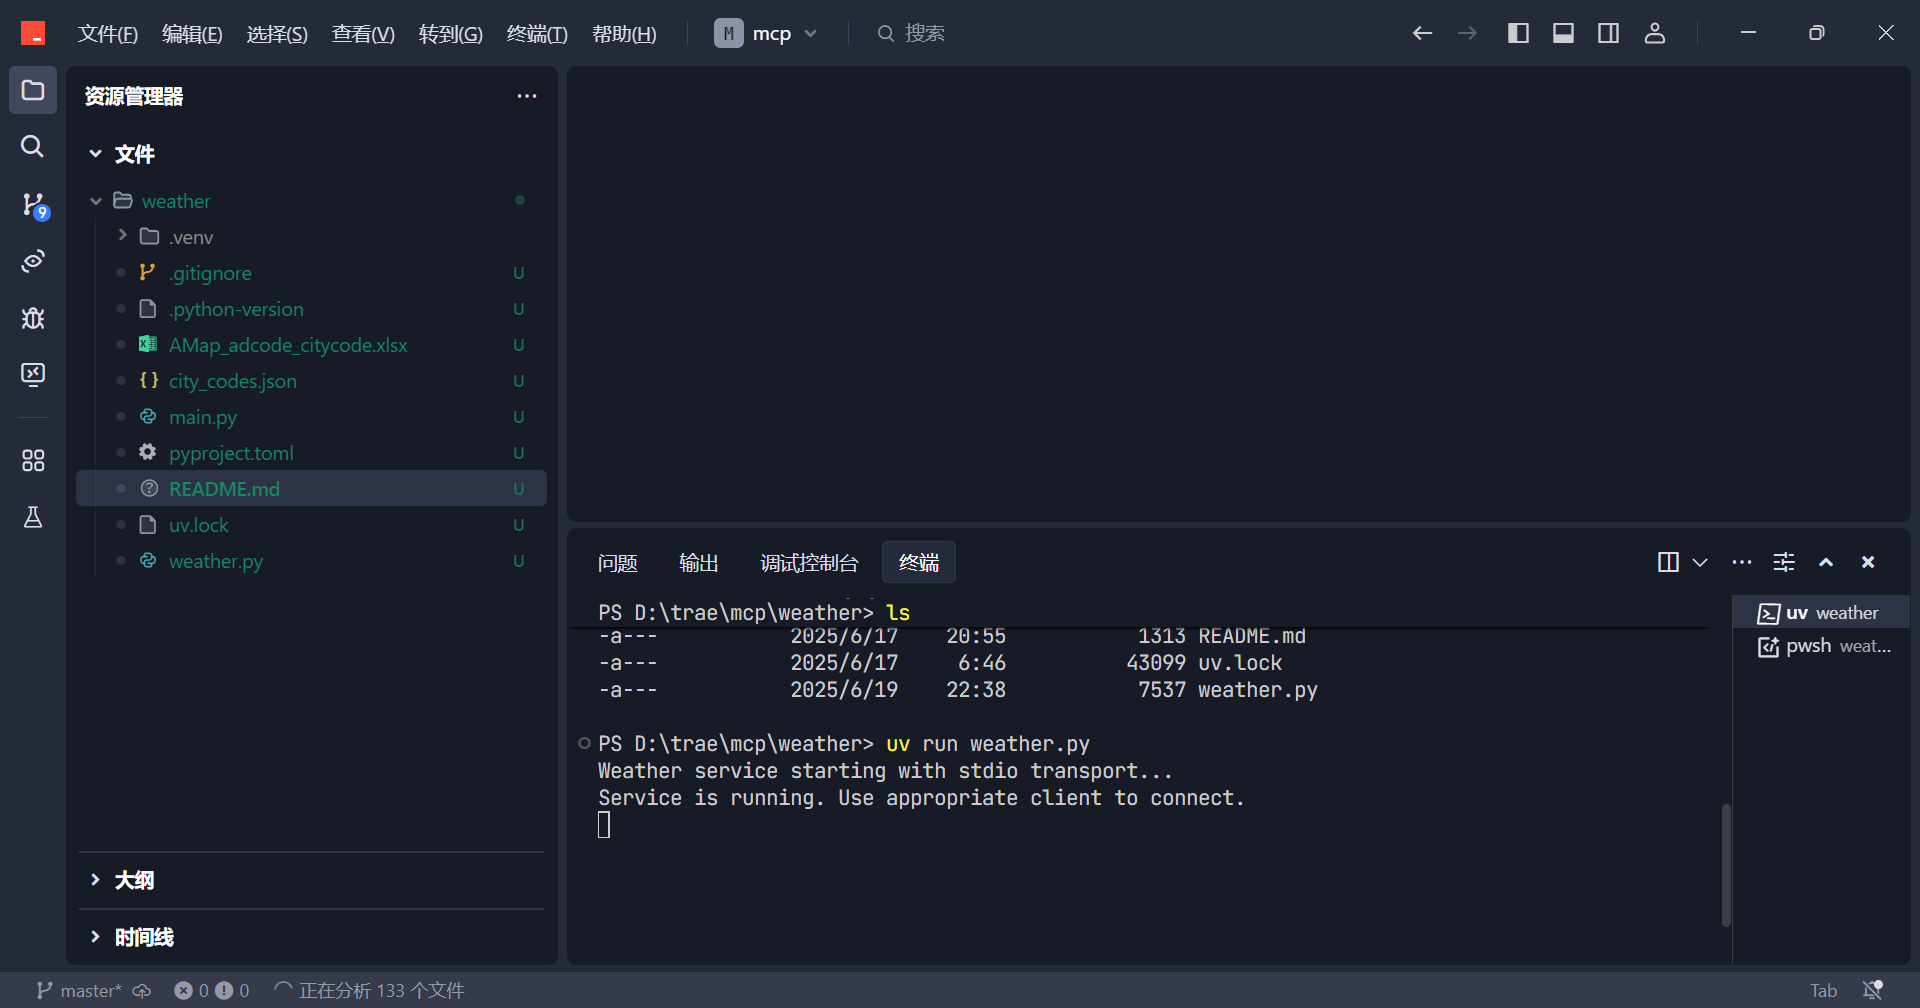 文件(F) 编辑(E) 选择(S) 查看(V) 转到(G) 终端(T) 帮助(H) M mcp 搜索
资源管理器
文件
weather
.venv
.gitignore U
.python-version U
AMap_adcode_citycode.xlsx U
city_codes.json U
main.py U
pyproject.toml U
README.md U
uv.lock U
weather.py U
大纲
时间线
9
问题 输出 调试控制台 终端
PS D:\trae\mcp\weather> ls
-a--- 2025/6/17 20:55 1313 README.md
-a--- 2025/6/17 6:46 43099 uv.lock
-a--- 2025/6/19 22:38 7537 weather.py
PS D:\trae\mcp\weather> uv run weather.py
Weather service starting with stdio transport...
Service is running. Use appropriate client to connect.
uv weather
pwsh weat...
master* 0 0 正在分析 133 个文件 Tab